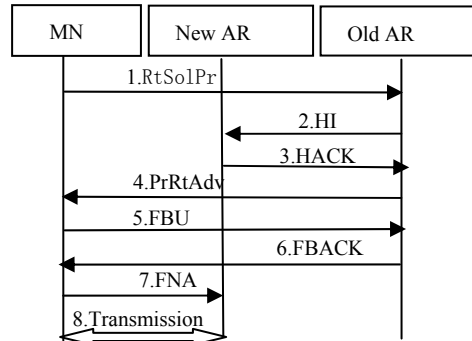 MN
New AR
Old AR
1.RtSolPr
2.HI
3.HACK
4.PrRtAdv
5.FBU
6.FBACK
7.FNA
8.Transmission